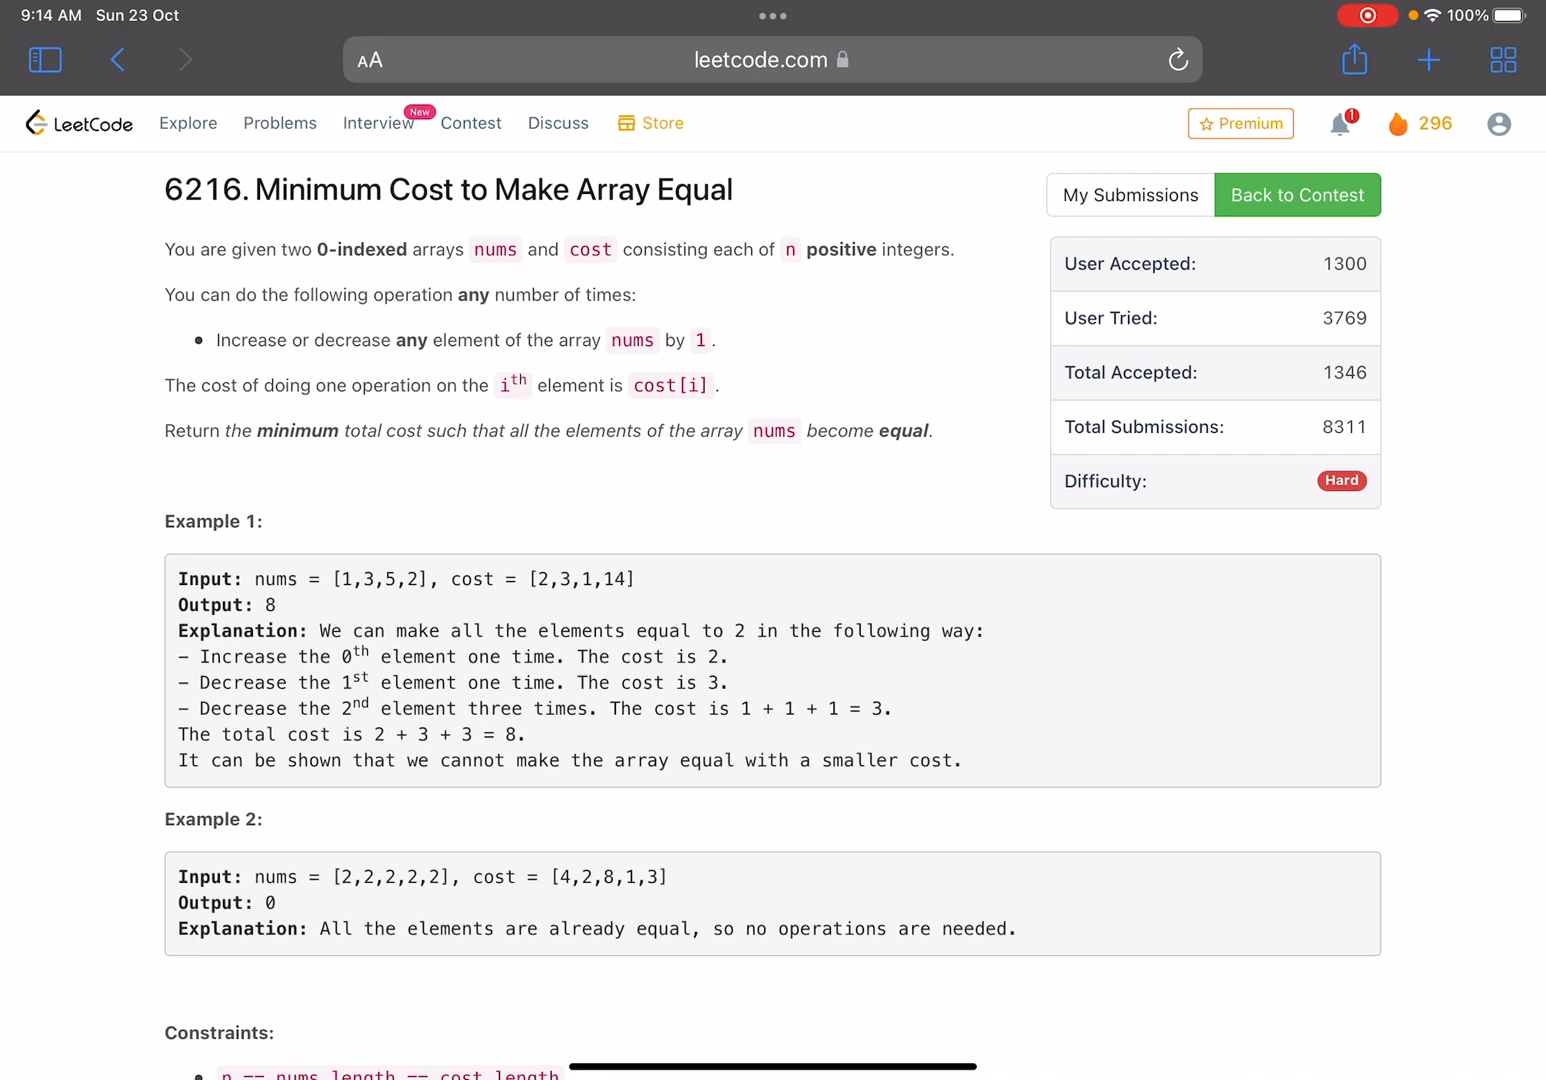 9:14 AM Sun 23 Oct
100%
AA
leetcode.com
LeetCode
Explore
Problems
Interview
New
Contest
Discuss
Store
Premium
1
296
6216. Minimum Cost to Make Array Equal
My Submissions
Back to Contest
You are given two 0-indexed arrays nums and cost consisting each of n positive integers.
You can do the following operation any number of times:
• Increase or decrease any element of the array nums by 1.
The cost of doing one operation on the ith element is cost[i].
Return the minimum total cost such that all the elements of the array nums become equal.
User Accepted: 1300
User Tried: 3769
Total Accepted: 1346
Total Submissions: 8311
Difficulty: Hard
Example 1:
Input: nums = [1,3,5,2], cost = [2,3,1,14]
Output: 8
Explanation: We can make all the elements equal to 2 in the following way:
- Increase the 0th element one time. The cost is 2.
- Decrease the 1st element one time. The cost is 3.
- Decrease the 2nd element three times. The cost is 1 + 1 + 1 = 3.
The total cost is 2 + 3 + 3 = 8.
It can be shown that we cannot make the array equal with a smaller cost.
Example 2:
Input: nums = [2,2,2,2,2], cost = [4,2,8,1,3]
Output: 0
Explanation: All the elements are already equal, so no operations are needed.
Constraints:
• n == nums.length == cost.length